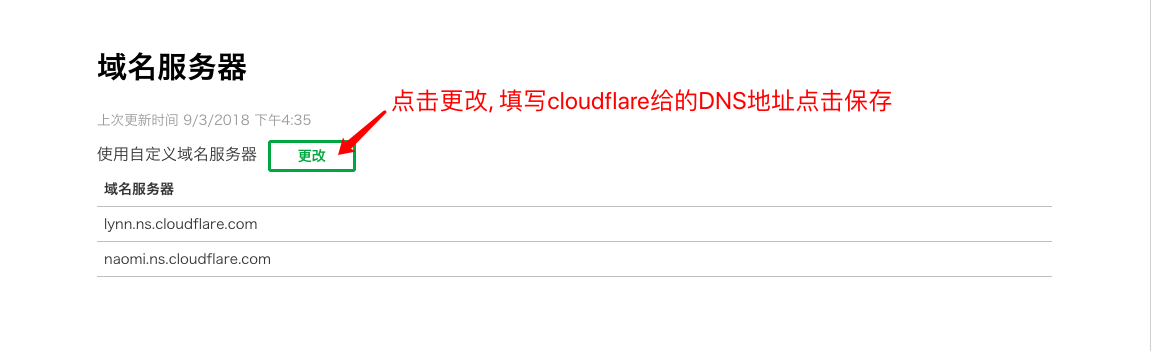 域名服务器
点击更改, 填写cloudflare给的DNS地址点击保存
上次更新时间 9/3/2018 下午4:35
使用自定义域名服务器 更改
域名服务器
lynn.ns.cloudflare.com
naomi.ns.cloudflare.com